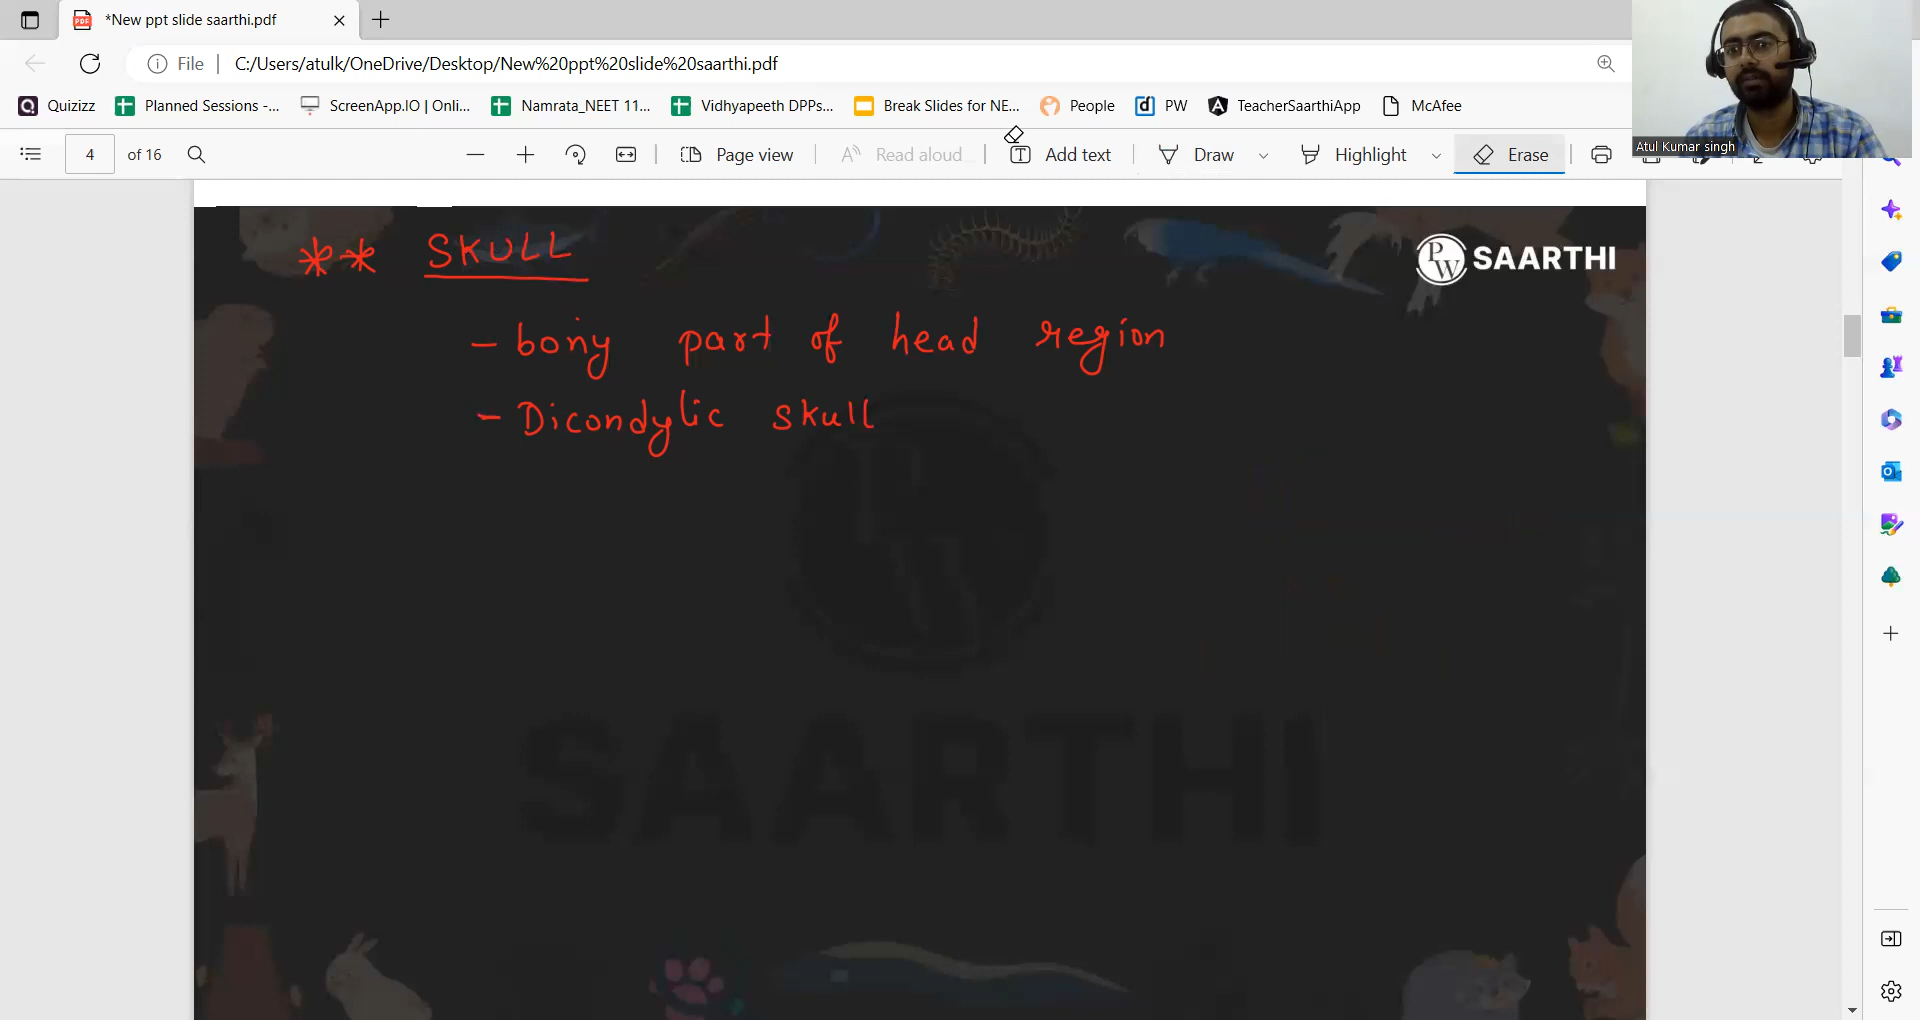 *New ppt slide saarthi.pdf
File | C:/Users/atulk/OneDrive/Desktop/New%20ppt%20slide%20saarthi.pdf
Quizizz Planned Sessions -... ScreenApp.IO | Onli... Namrata_NEET 11... Vidhyapeeth DPPs... Break Slides for NE... People PW TeacherSaarthiApp McAfee
4 of 16 Page view Read aloud Add text Draw Highlight Erase
Atul Kumar singh
** SKULL
PW SAARTHI
- bony part of head region
- Dicondylic skull
SAARTHI